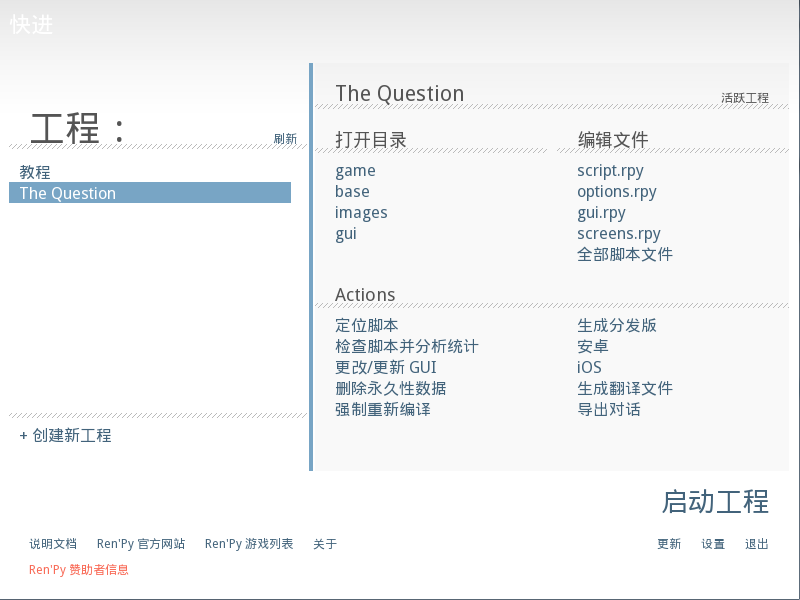 快进
工程：
刷新
教程
The Question
+ 创建新工程
The Question
活跃工程
打开目录
game
base
images
gui
编辑文件
script.rpy
options.rpy
gui.rpy
screens.rpy
全部脚本文件
Actions
定位脚本
检查脚本并分析统计
更改/更新 GUI
删除永久性数据
强制重新编译
生成分发版
安卓
iOS
生成翻译文件
导出对话
启动工程
说明文档 Ren'Py 官方网站 Ren'Py 游戏列表 关于
更新 设置 退出
Ren'Py 赞助者信息